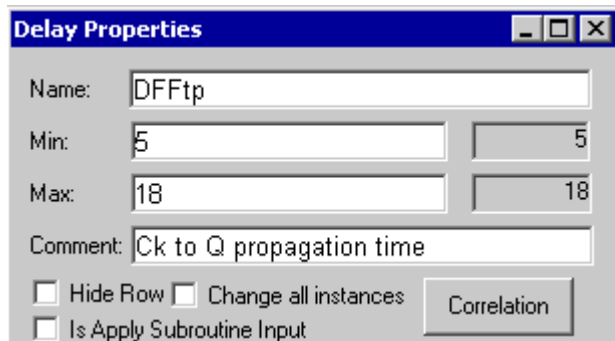 Delay Properties
Name: DFFtp
Min: 5 5
Max: 18 18
Comment: Ck to Q propagation time
Hide Row Change all instances Correlation
Is Apply Subroutine Input